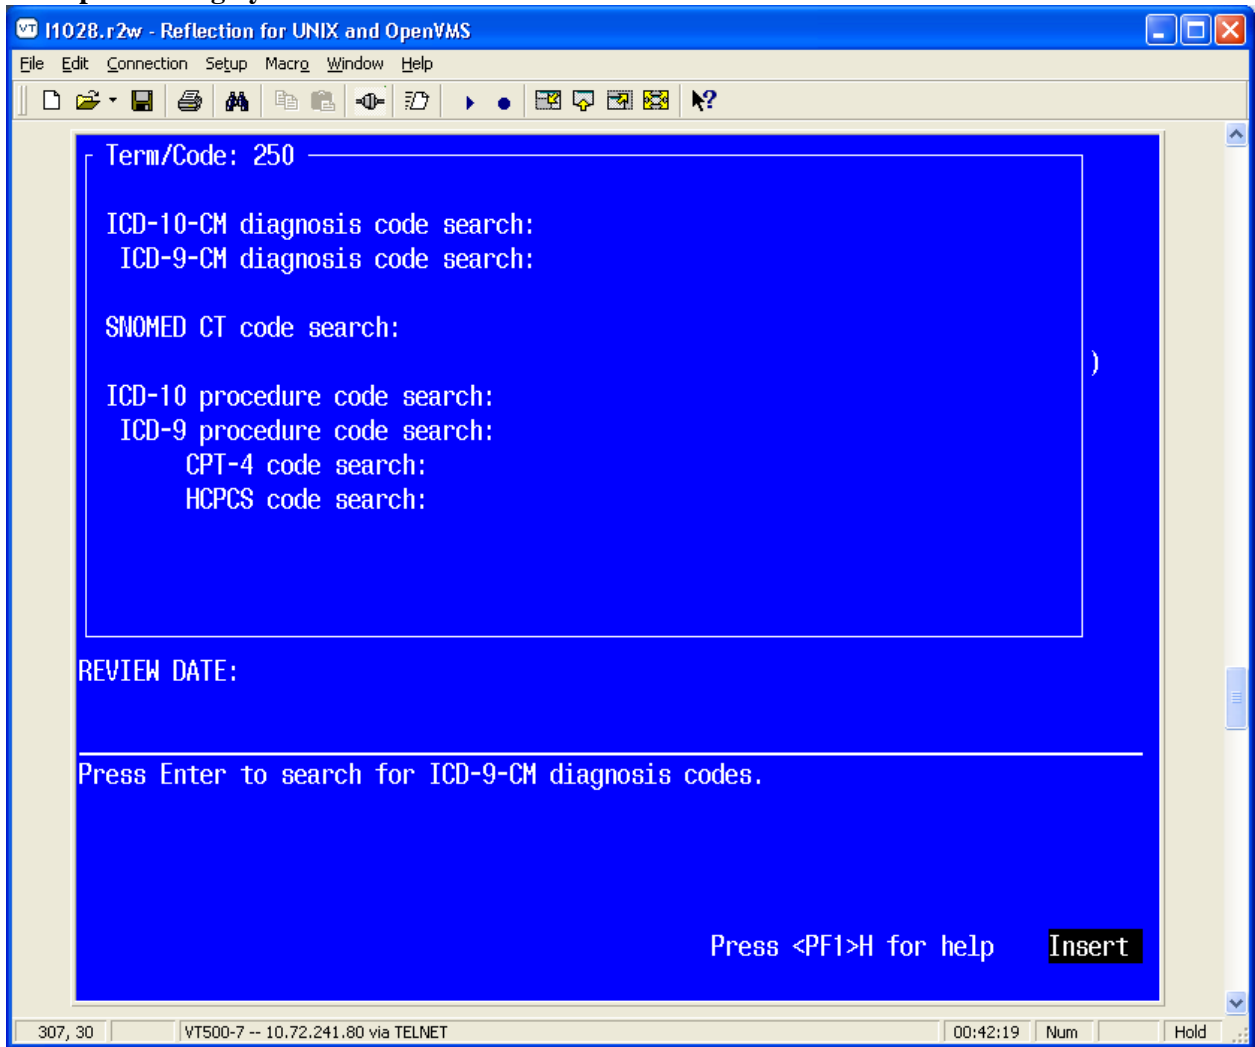 VT I1028.r2w - Reflection for UNIX and OpenVMS
File Edit Connection Setup Macro Window Help
Term/Code: 250
ICD-10-CM diagnosis code search:
ICD-9-CM diagnosis code search:
SNOMED CT code search:
)
ICD-10 procedure code search:
ICD-9 procedure code search:
CPT-4 code search:
HCPCS code search:
REVIEW DATE:
Press Enter to search for ICD-9-CM diagnosis codes.
Press <PF1>H for help Insert
307, 30 VT500-7 -- 10.72.241.80 via TELNET 00:42:19 Num Hold